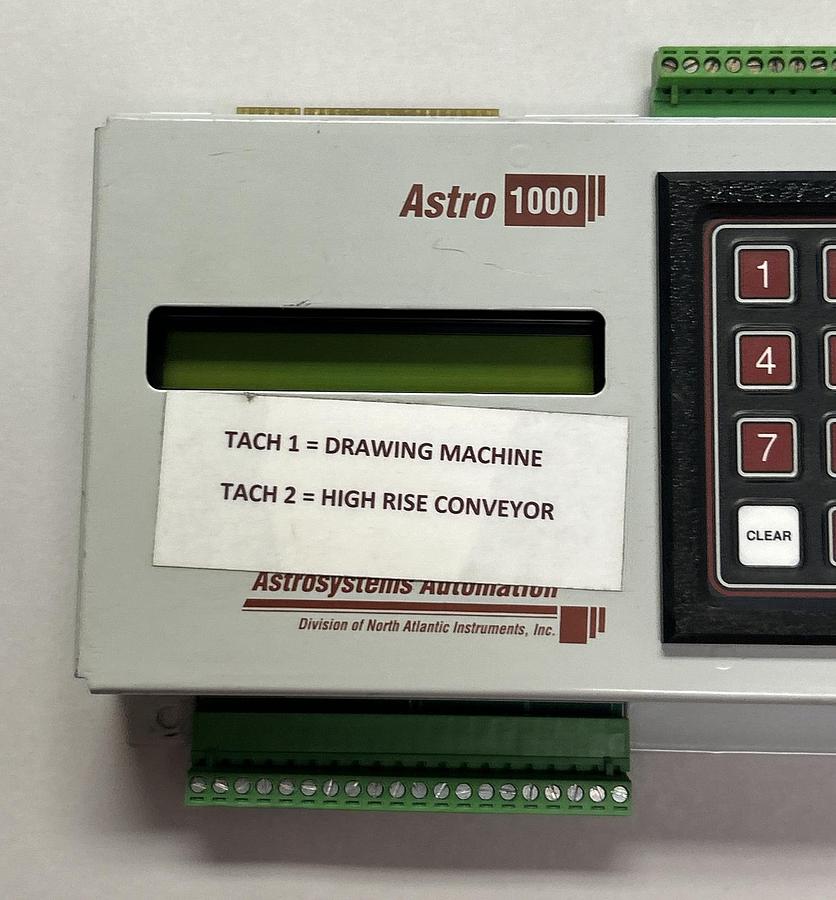 Astro 1000
1
4
7
CLEAR
TACH 1 = DRAWING MACHINE
TACH 2 = HIGH RISE CONVEYOR
Astrosystems Automation
Division of North Atlantic Instruments, Inc.